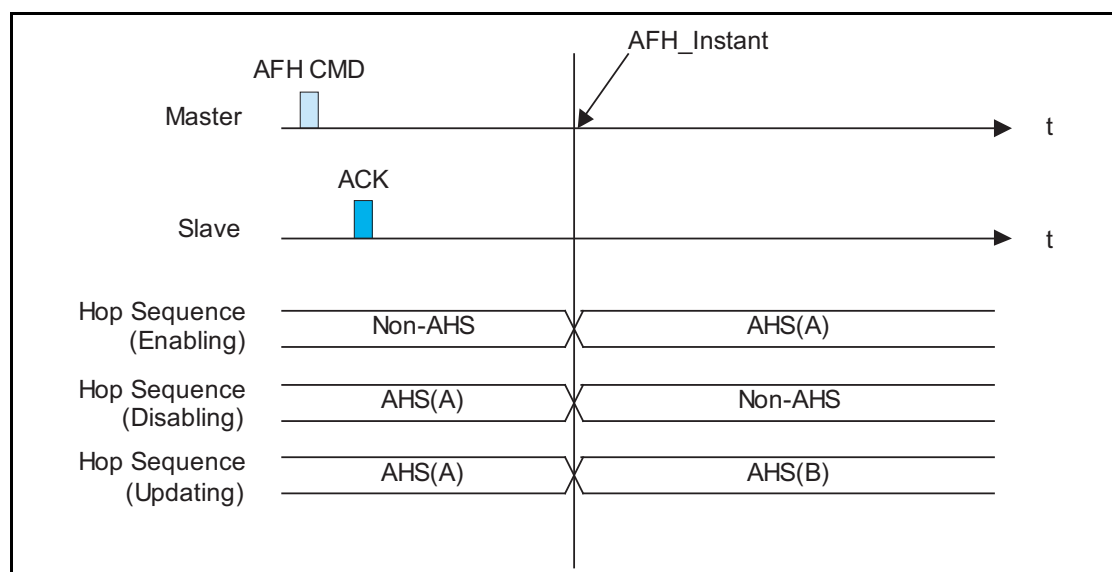 AFH_Instant
AFH CMD
Master
t
ACK
Slave
t
Hop Sequence
(Enabling)
Non-AHS
AHS(A)
Hop Sequence
(Disabling)
AHS(A)
Non-AHS
Hop Sequence
(Updating)
AHS(A)
AHS(B)